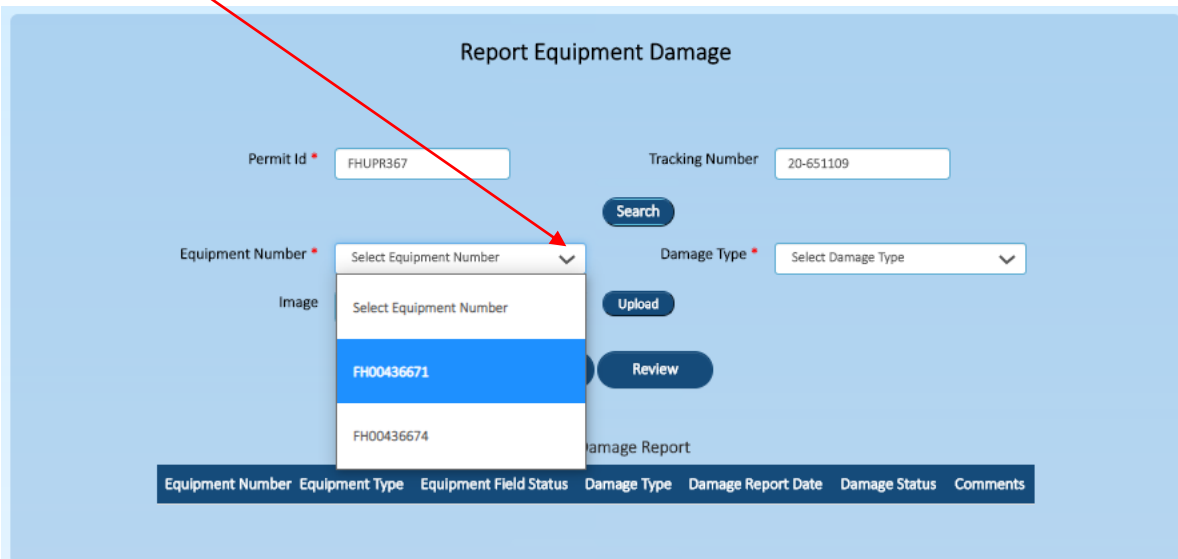 Report Equipment Damage
Permit Id * FHUPR367 Tracking Number 20-651109
Search
Equipment Number * Select Equipment Number Damage Type * Select Damage Type
Image Select Equipment Number Upload
FH00436671 Review
FH00436674
Damage Report
Equipment Number Equipment Type Equipment Field Status Damage Type Damage Report Date Damage Status Comments